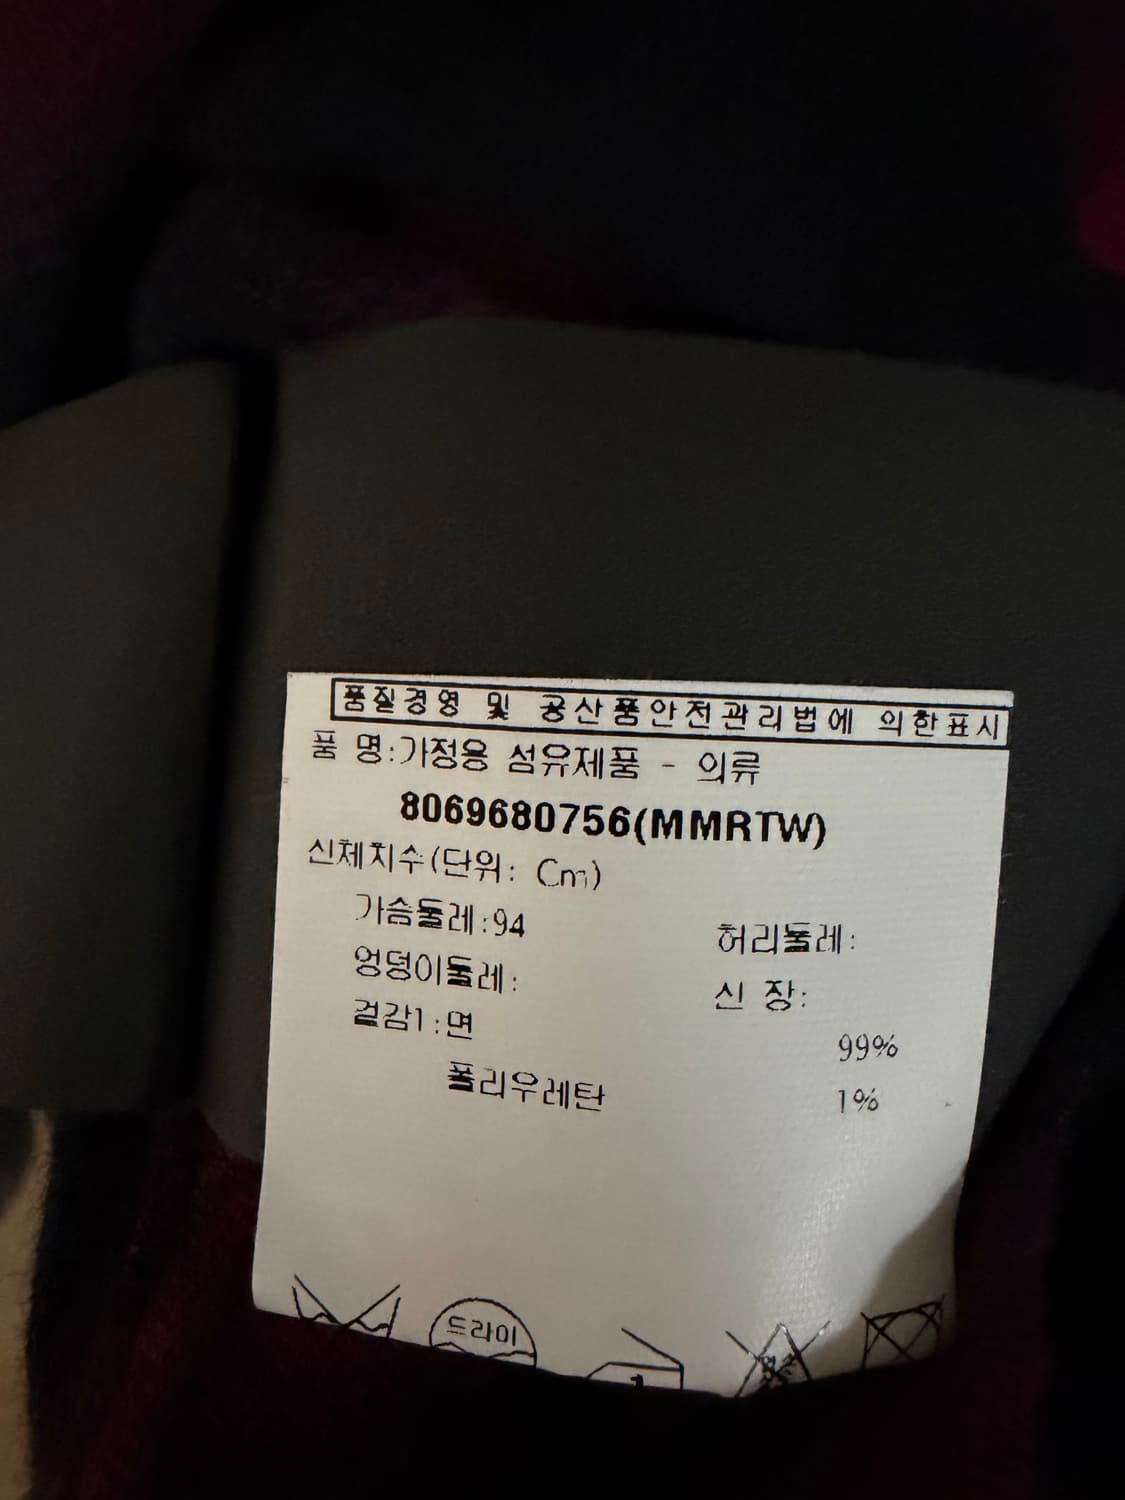 품질경영 및 공산품안전관리법에 의한표시
품 명:가정용 섬유제품 - 의류
8069680756(MMRTW)
신체치수(단위: Cm)
가슴둘레:94 허리둘레:
엉덩이둘레: 신 장:
겉감1:면 99%
폴리우레탄 1%
드라이
1